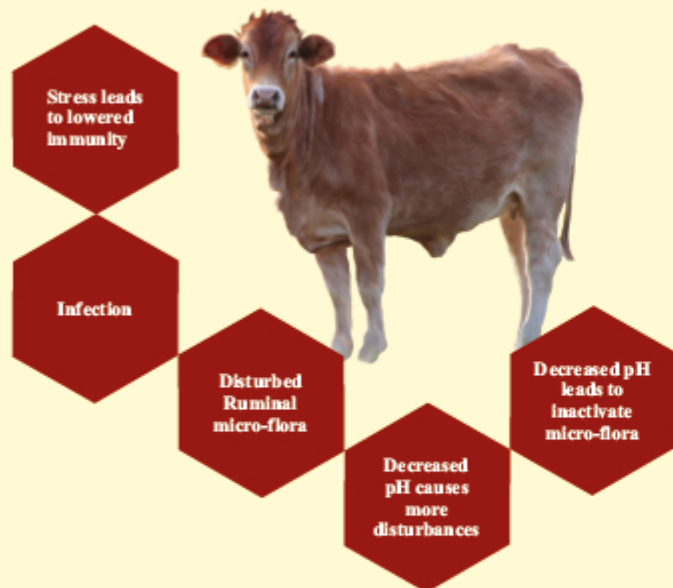 Stress leads
to lowered
immunity
Infection
Disturbed
Ruminal
micro-flora
Decreased
pH causes
more
disturbances
Decreased pH
leads to
inactivate
micro-flora